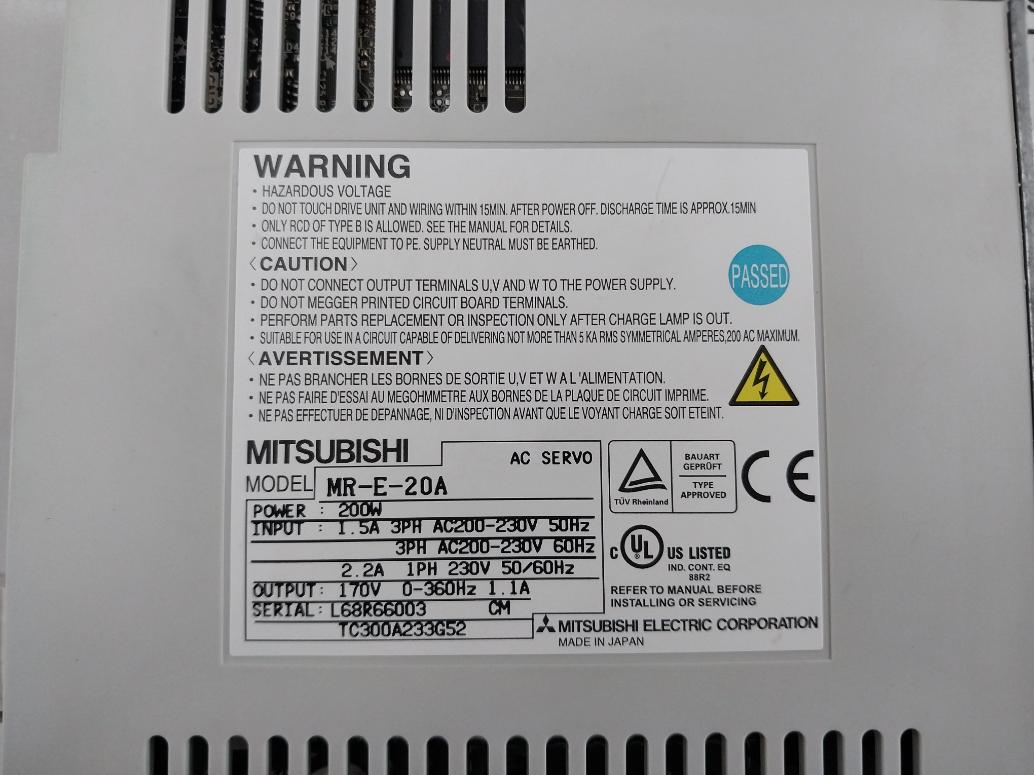 WARNING
・HAZARDOUS VOLTAGE
・DO NOT TOUCH DRIVE UNIT AND WIRING WITHIN 15MIN. AFTER POWER OFF. DISCHARGE TIME IS APPROX.15MIN
・ONLY RCD OF TYPE B IS ALLOWED. SEE THE MANUAL FOR DETAILS.
・CONNECT THE EQUIPMENT TO PE. SUPPLY NEUTRAL MUST BE EARTHED.
〈CAUTION〉
・DO NOT CONNECT OUTPUT TERMINALS U,V AND W TO THE POWER SUPPLY.
・DO NOT MEGGER PRINTED CIRCUIT BOARD TERMINALS.
・PERFORM PARTS REPLACEMENT OR INSPECTION ONLY AFTER CHARGE LAMP IS OUT.
・SUITABLE FOR USE IN A CIRCUIT CAPABLE OF DELIVERING NOT MORE THAN 5 KA RMS SYMMETRICAL AMPERES,200 AC MAXIMUM.
PASSED
〈AVERTISSEMENT〉
・NE PAS BRANCHER LES BORNES DE SORTIE U,V ET W A L'ALIMENTATION.
・NE PAS FAIRE D'ESSAI AU MEGOHMMETRE AUX BORNES DE LA PLAQUE DE CIRCUIT IMPRIME.
・NE PAS EFFECTUER DE DEPANNAGE, NI D'INSPECTION AVANT QUE LE VOYANT CHARGE SOIT ETEINT.
MITSUBISHI AC SERVO
MODEL MR-E-20A
POWER : 200W
INPUT : 1.5A 3PH AC200-230V 50Hz
3PH AC200-230V 60Hz
2.2A 1PH 230V 50/60Hz
OUTPUT: 170V 0-360Hz 1.1A
SERIAL: L68R66003 CM
TC300A233G52
TÜV Rheinland
BAUART
GEPRÜFT
TYPE
APPROVED
CE
C UL US LISTED
IND. CONT. EQ
88R2
REFER TO MANUAL BEFORE
INSTALLING OR SERVICING
MITSUBISHI ELECTRIC CORPORATION
MADE IN JAPAN